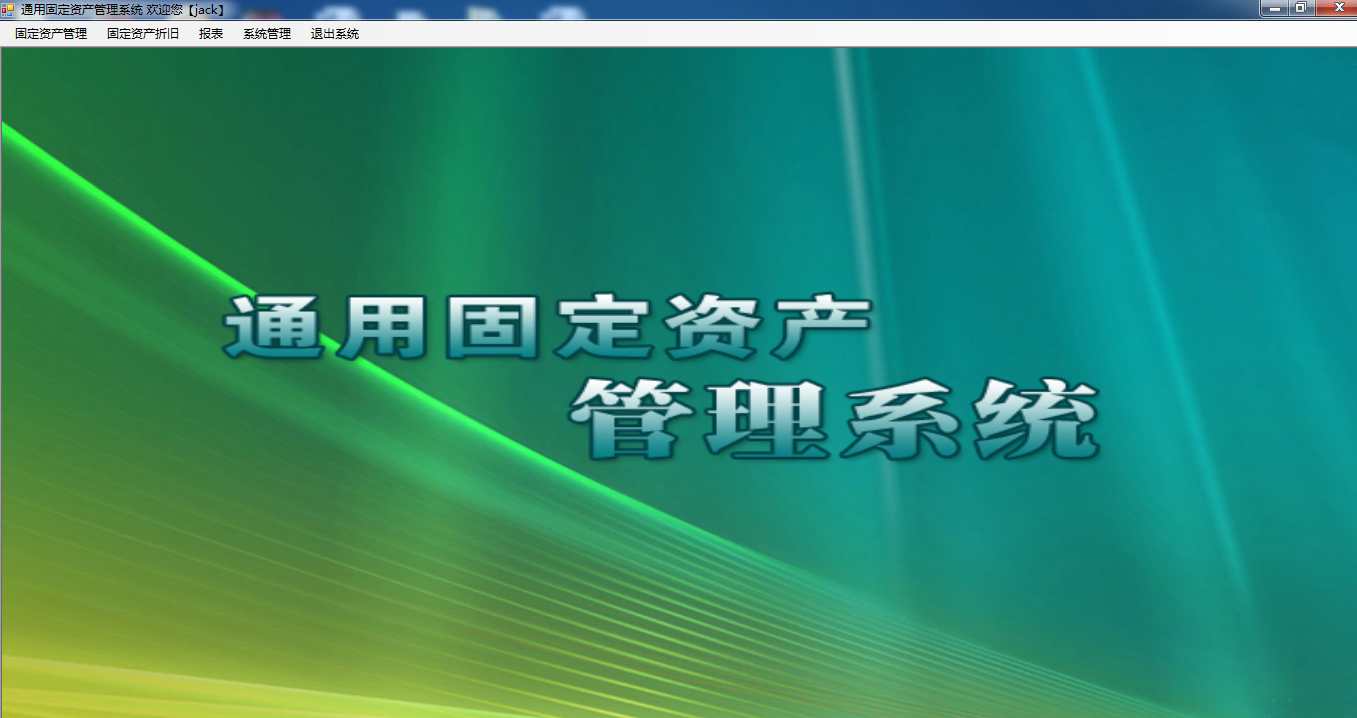 通用固定资产管理系统 欢迎您【jack】
固定资产管理 固定资产折旧 报表 系统管理 退出系统
通用固定资产
管理系统